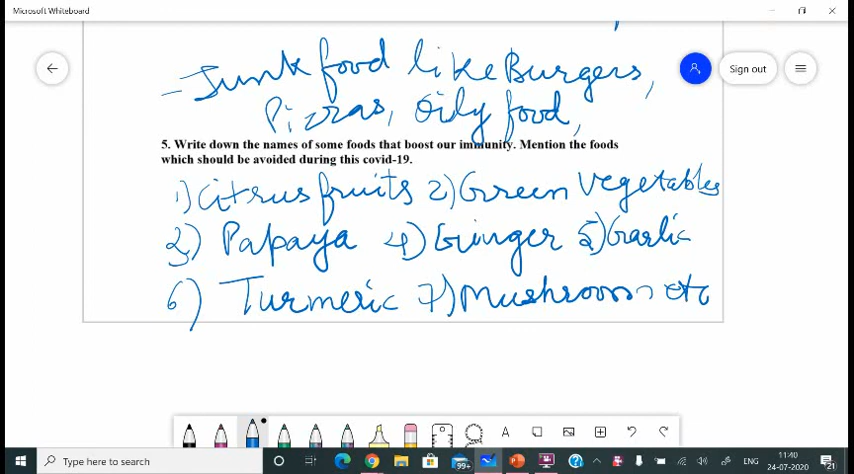 Microsoft Whiteboard
Sign out
- Junk food like Burgers,
Pizzas, oily food,
5. Write down the names of some foods that boost our immunity. Mention the foods
which should be avoided during this covid-19.
1) Citrus fruits 2) Green Vegetables
3) Papaya 4) Ginger 5) Garlic
6) Turmeric 7) Mushroom etc
Type here to search
99+
ENG
11:40
24-07-2020
21